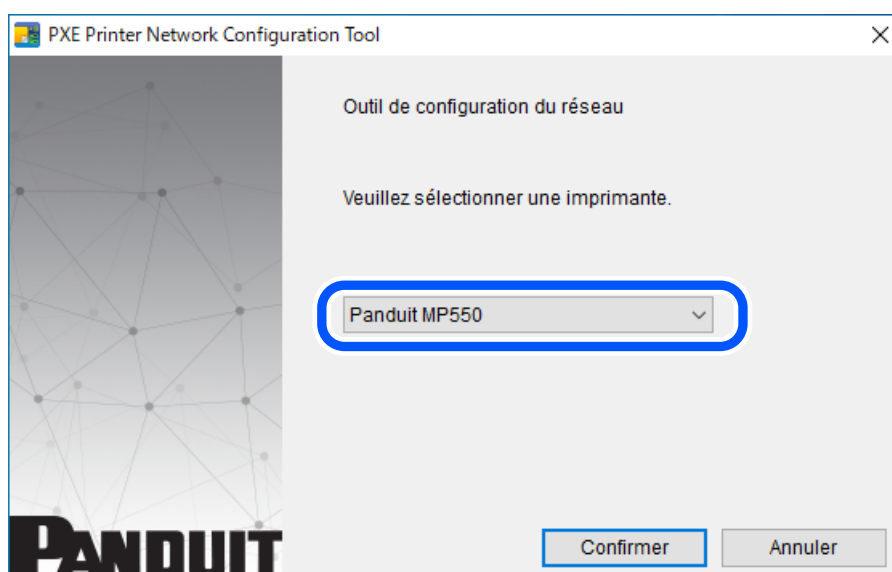 PXE Printer Network Configuration Tool
Outil de configuration du réseau
Veuillez sélectionner une imprimante.
Panduit MP550
PANDUIT
Confirmer
Annuler